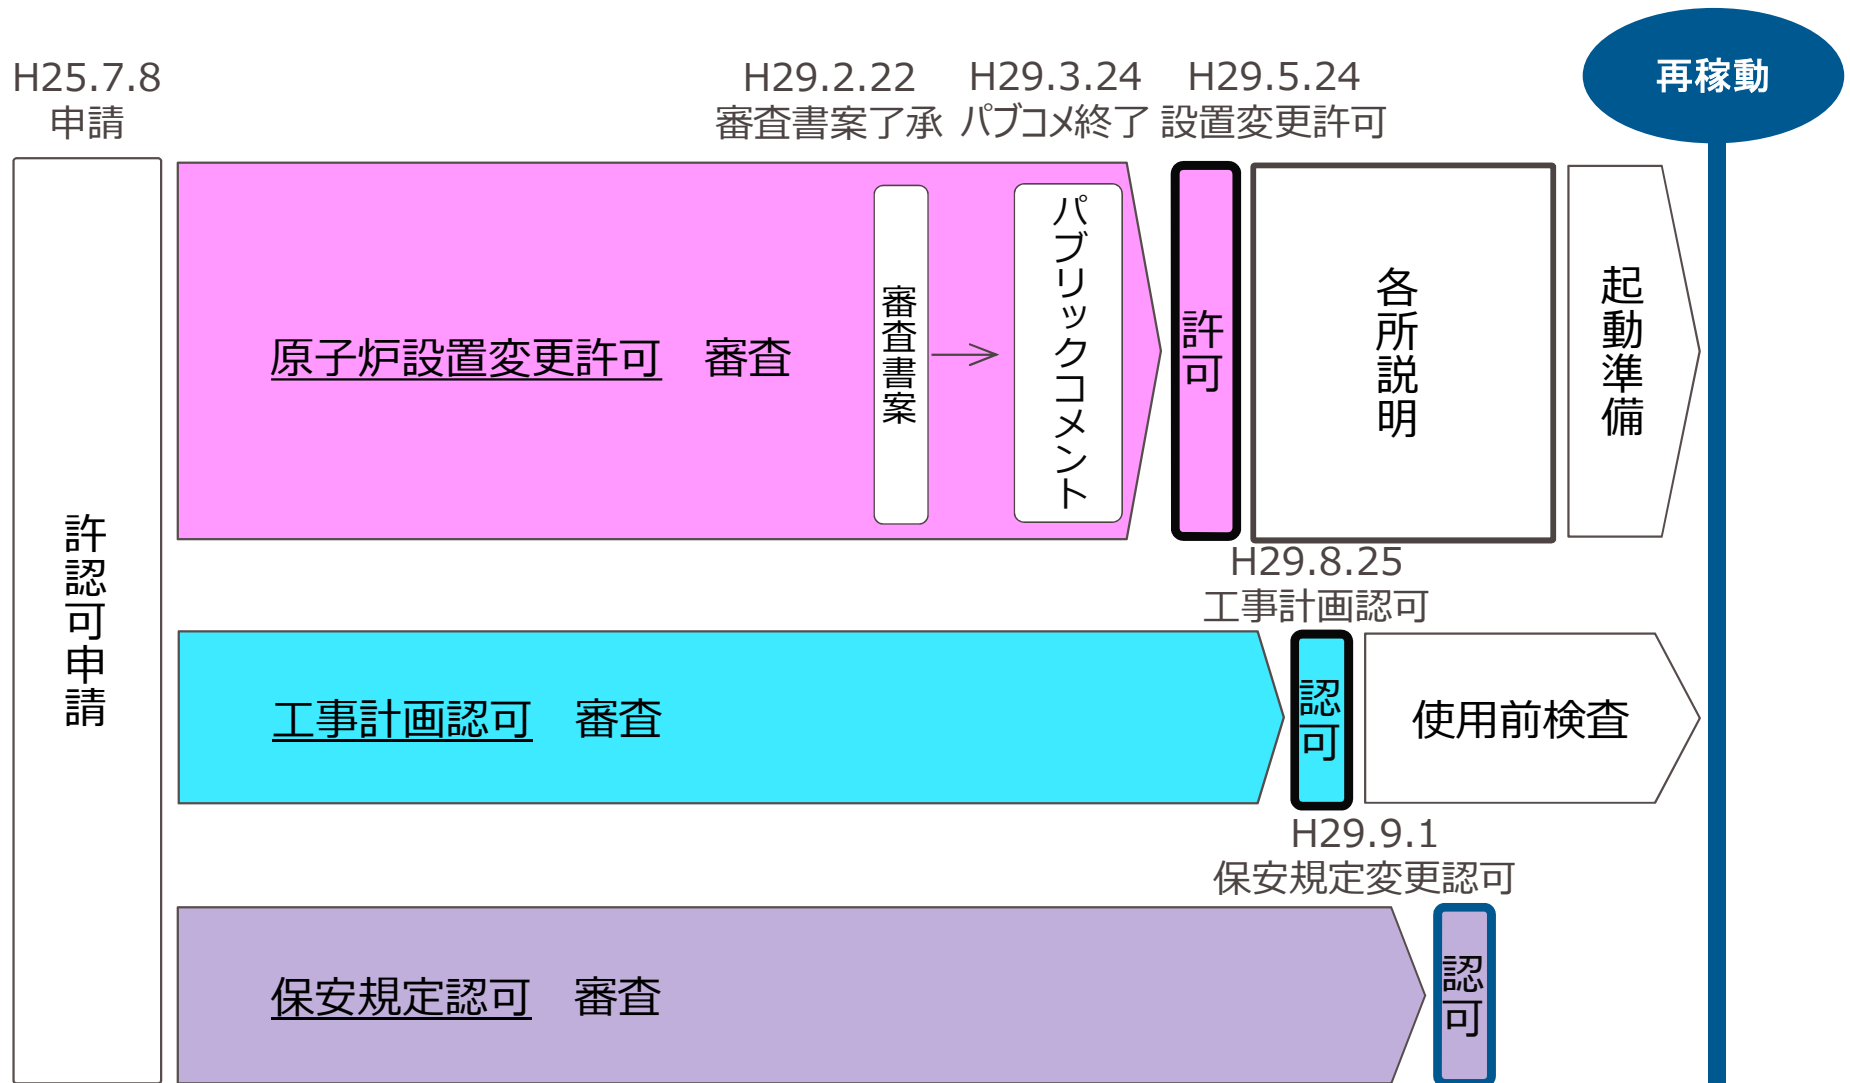 H25.7.8
申請
H29.2.22
審査書案了承
H29.3.24
パブコメ終了
H29.5.24
設置変更許可
再稼動
許認可申請
原子炉設置変更許可　審査
審査書案
パブリックコメント
許可
各所説明
起動準備
H29.8.25
工事計画認可
工事計画認可　審査
認可
使用前検査
H29.9.1
保安規定変更認可
保安規定認可　審査
認可